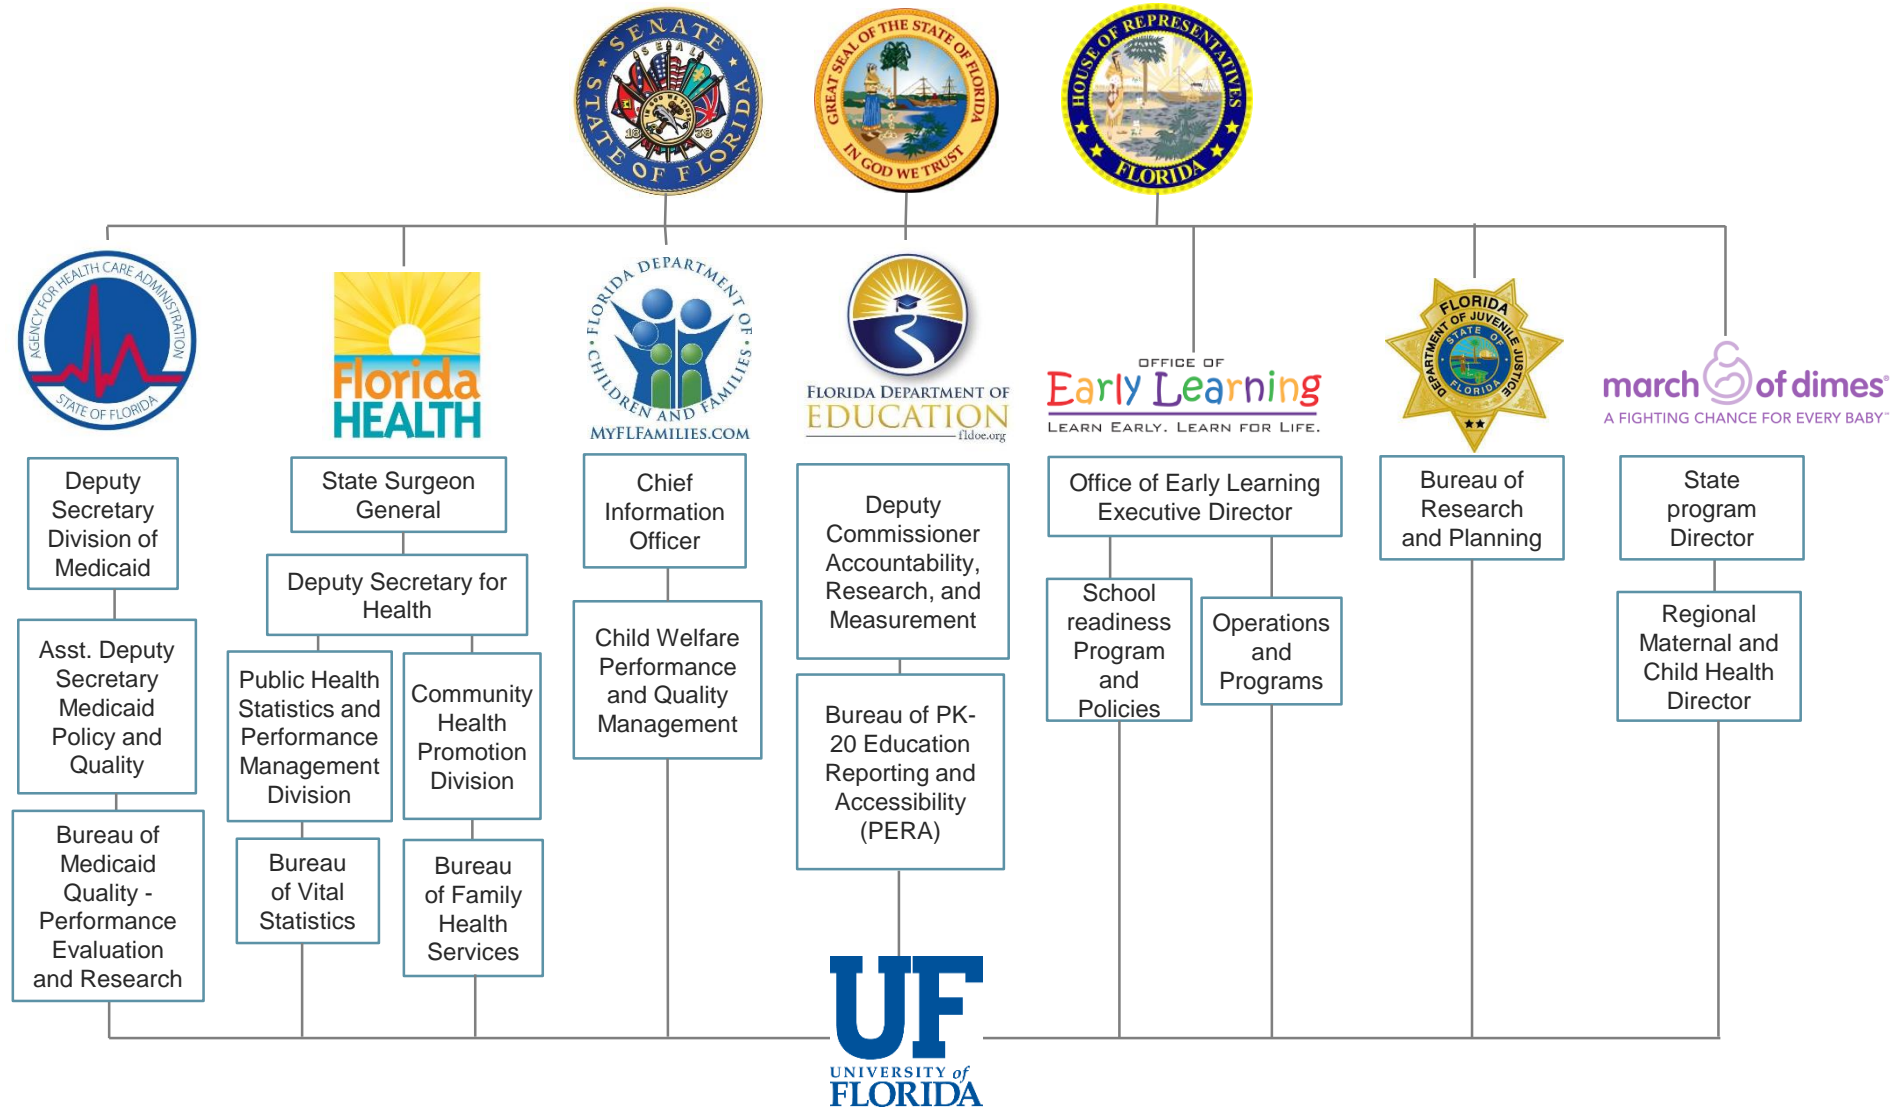 SENATE
SEAL
STATE OF FLORIDA
IN GOD WE TRUST
18 38
GREAT SEAL OF THE STATE OF FLORIDA
IN GOD WE TRUST
HOUSE OF REPRESENTATIVES
FLORIDA
AGENCY FOR HEALTH CARE ADMINISTRATION
STATE OF FLORIDA
Florida
HEALTH
FLORIDA DEPARTMENT OF
CHILDREN AND FAMILIES
MYFLFAMILIES.COM
FLORIDA DEPARTMENT OF
EDUCATION
fldoe.org
OFFICE OF
Early Learning
LEARN EARLY. LEARN FOR LIFE.
FLORIDA
DEPARTMENT OF JUVENILE JUSTICE
STATE OF
FLORIDA
march of dimes®
A FIGHTING CHANCE FOR EVERY BABY™
Deputy
Secretary
Division of
Medicaid
Asst. Deputy
Secretary
Medicaid
Policy and
Quality
Bureau of
Medicaid
Quality -
Performance
Evaluation
and Research
State Surgeon
General
Deputy Secretary for
Health
Public Health
Statistics and
Performance
Management
Division
Bureau
of Vital
Statistics
Community
Health
Promotion
Division
Bureau
of Family
Health
Services
Chief
Information
Officer
Child Welfare
Performance
and Quality
Management
Deputy
Commissioner
Accountability,
Research, and
Measurement
Bureau of PK-
20 Education
Reporting and
Accessibility
(PERA)
Office of Early Learning
Executive Director
School
readiness
Program
and
Policies
Operations
and
Programs
Bureau of
Research
and Planning
State
program
Director
Regional
Maternal and
Child Health
Director
UF
UNIVERSITY of
FLORIDA